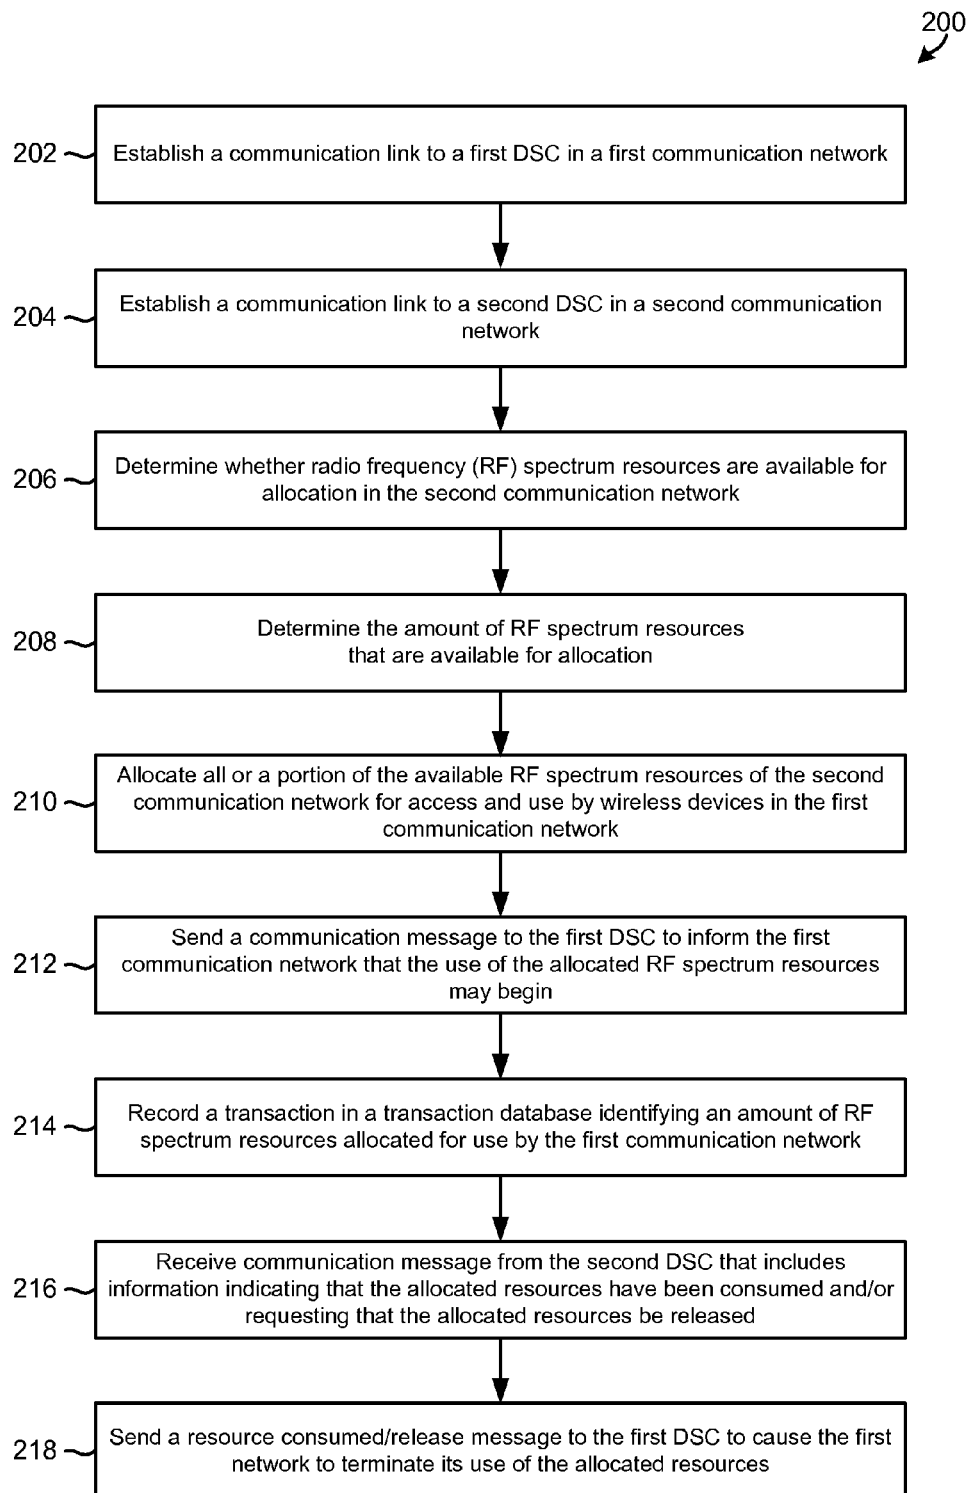 200
202
Establish a communication link to a first DSC in a first communication network
204
Establish a communication link to a second DSC in a second communication
network
206
Determine whether radio frequency (RF) spectrum resources are available for
allocation in the second communication network
208
Determine the amount of RF spectrum resources
that are available for allocation
210
Allocate all or a portion of the available RF spectrum resources of the second
communication network for access and use by wireless devices in the first
communication network
212
Send a communication message to the first DSC to inform the first
communication network that the use of the allocated RF spectrum resources
may begin
214
Record a transaction in a transaction database identifying an amount of RF
spectrum resources allocated for use by the first communication network
216
Receive communication message from the second DSC that includes
information indicating that the allocated resources have been consumed and/or
requesting that the allocated resources be released
218
Send a resource consumed/release message to the first DSC to cause the first
network to terminate its use of the allocated resources